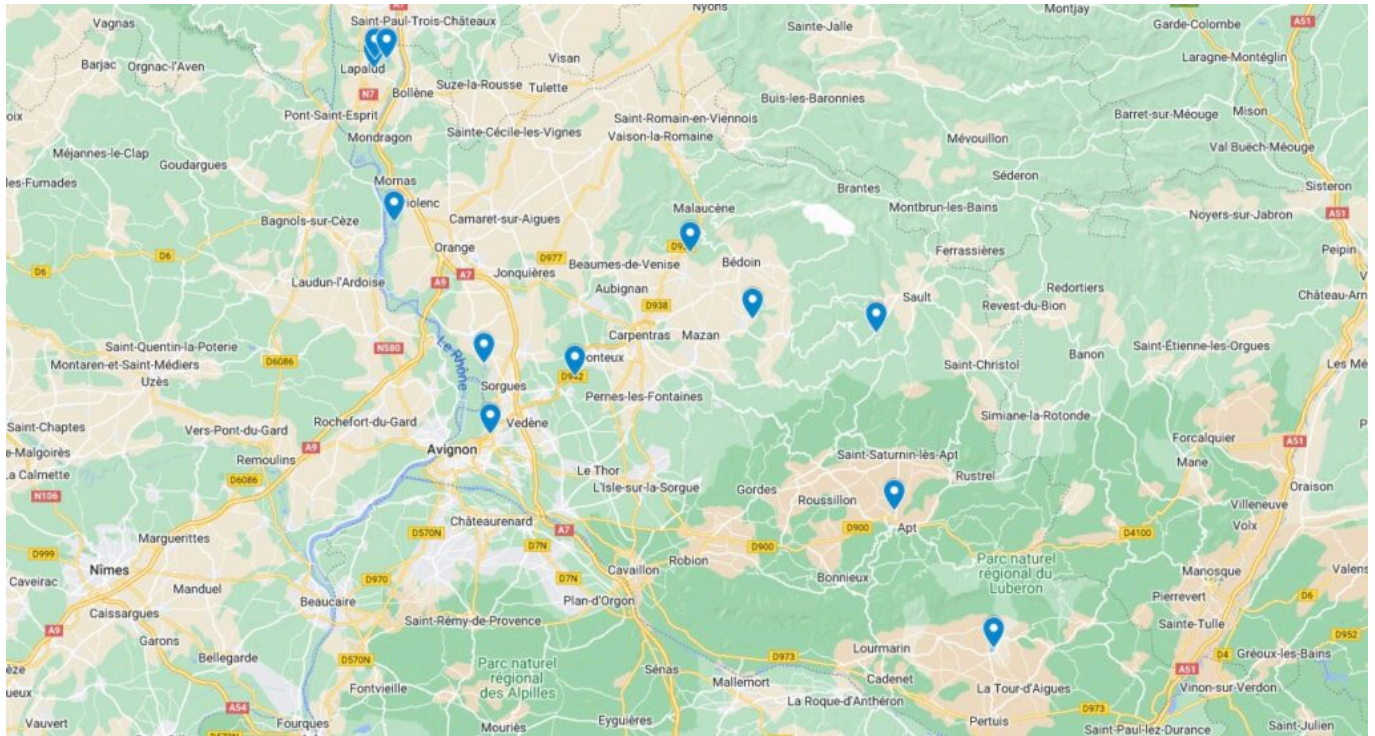 Vagnas
Saint-Paul-Trois-Châteaux
A7
Nyons
Sainte-Jalle
Montjay
Garde-Colombe
A51
Laragne-Montéglin
Barjac
Orgnac-l'Aven
Lapalud
Visan
N7
Bollène
Suze-la-Rousse
Tulette
Buis-les-Baronnies
Barret-sur-Méouge
Mison
oix
Pont-Saint-Esprit
Saint-Romain-en-Viennois
Mondragon
Sainte-Cécile-les-Vignes
Vaison-la-Romaine
Mévouillon
Val Buëch-Méouge
Méjannes-le-Clap
Goudargues
Séderon
les-Fumades
Mornas
Brantes
Sisteron
iolenc
Malaucène
Montbrun-les-Bains
Noyers-sur-Jabron
A51
Bagnols-sur-Cèze
Camaret-sur-Aigues
Orange
D977
Ferrassières
Peipin
D6
D6
Beaumes-de-Venise
Bédoin
A7
Jonquières
Laudun-l'Ardoise
A9
Aubignan
D938
Sault
Redortiers
Revest-du-Bion
Château-Arn
Carpentras
Mazan
Saint-Quentin-la-Poterie
N580
Le Rhône
Banon
Saint-Étienne-les-Orgues
D6086
onteux
Montaren-et-Saint-Médiers
Saint-Christol
Les Mé
Uzès
Sorgues
D942
Pernes-les-Fontaines
Simiane-la-Rotonde
Saint-Chaptes
Vers-Pont-du-Gard
Rochefort-du-Gard
Vedène
Forcalquier
A51
e-Malgoirès
A9
Avignon
Saint-Saturnin-lès-Apt
Mane
Remoulins
La Calmette
D6086
Le Thor
Rustrel
L'Isle-sur-la-Sorgue
Gordes
Roussillon
Oraison
N106
Villeneuve
Châteaurenard
A7
D900
Apt
Voix
Marguerittes
D570N
D7N
D900
D4100
D999
Nîmes
Robion
Parc naturel
régional du
Luberon
Caveirac
Manduel
D970
D7N
Cavaillon
Bonnieux
Manosque
Valens
Caissargues
Beaucaire
Plan-d'Orgon
Pierrevert
D6
A9
Saint-Rémy-de-Provence
Sainte-Tulle
D952
Garons
Lourmarin
D4
Gréoux-les-Bains
Bellegarde
D570N
Parc naturel
régional
des Alpilles
D973
A51
Sénas
Mallemort
Cadenet
La Tour-d'Aigues
Vinon-sur-Verdon
Fontvieille
La Roque-d'Anthéron
A54
D973
Vauvert
Fourques
Mouriès
Eyguières
Pertuis
Saint-Paul-lez-Durance
Saint-Julien